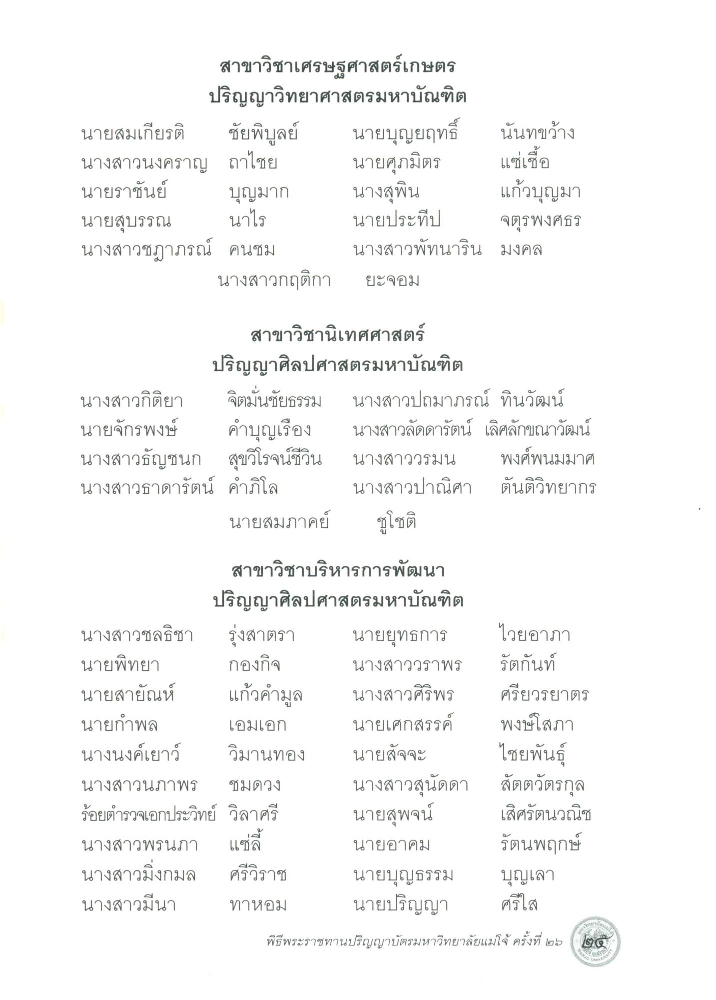 สาขาวิชาเศรษฐศาสตร์เกษตร
ปริญญาวิทยาศาสตรมหาบัณฑิต
นายสมเกียรติ ชัยพิบูลย์ นายบุญยฤทธิ์ นันทขว้าง
นางสาวนงคราญ ถาไชย นายศุภมิตร แซ่เชื้อ
นายราชันย์ บุญมาก นางสุพิน แก้วบุญมา
นายสุบรรณ นาไร นายประทีป จตุรพงศธร
นางสาวชฎาภรณ์ คนชม นางสาวพัทนาริน มงคล
นางสาวกฤติกา ยะจอม
สาขาวิชานิเทศศาสตร์
ปริญญาศิลปศาสตรมหาบัณฑิต
นางสาวกิติยา จิตมั่นชัยธรรม นางสาวปถมาภรณ์ ทินวัฒน์
นายจักรพงษ์ คำบุญเรือง นางสาวลัดดารัตน์ เลิศลักขณาวัฒน์
นางสาวธัญชนก สุขวิโรจน์ชีวิน นางสาววรมน พงศ์พนมมาศ
นางสาวธาดารัตน์ คำภิโล นางสาวปาณิศา ตันติวิทยากร
นายสมภาคย์ ชูโชติ
สาขาวิชาบริหารการพัฒนา
ปริญญาศิลปศาสตรมหาบัณฑิต
นางสาวชลธิชา รุ่งสาตรา นายยุทธการ ไวยอาภา
นายพิทยา กองกิจ นางสาววราพร รัตกันท์
นายสายัณห์ แก้วคำมูล นางสาวศิริพร ศรียวรยาตร
นายกำพล เอมเอก นายเศกสรรค์ พงษ์โสภา
นางนงค์เยาว์ วิมานทอง นายสัจจะ ไชยพันธุ์
นางสาวนภาพร ชมดวง นางสาวสุนัดดา สัตตวัตรกุล
ร้อยตำรวจเอกประวิทย์ วิลาศรี นายสุพจน์ เสิศรัตนวณิช
นางสาวพรนภา แซ่ลี้ นายอาคม รัตนพฤกษ์
นางสาวมิ่งกมล ศรีวิราช นายบุญธรรม บุญเลา
นางสาวมีนา ทาหอม นายปริญญา ศรีใส
พิธีพระราชทานปริญญาบัตรมหาวิทยาลัยแม่โจ้ ครั้งที่ ๒๖ ๒๕
MAEJO UNIVERSITY